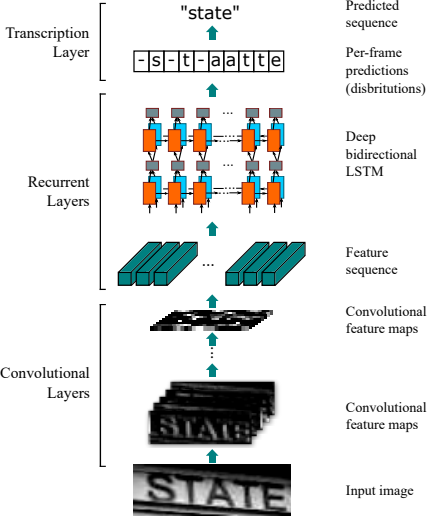 "state"
Predicted
sequence
Transcription
Layer
-s-t-aatte
Per-frame
predictions
(disbritutions)
Recurrent
Layers
...
...
...
...
...
Deep
bidirectional
LSTM
...
Feature
sequence
Convolutional
feature maps
...
Convolutional
Layers
STATE
Convolutional
feature maps
STATE
Input image